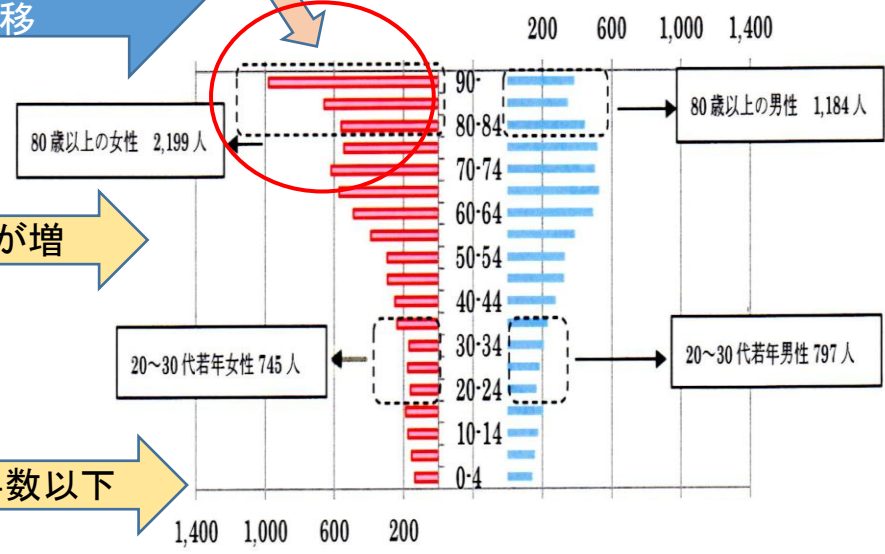 移
200 600 1,000 1,400
90-
80歳以上の男性 1,184人
80-84
80歳以上の女性 2,199人
70-74
60-64
が増
50-54
40-44
30-34
20～30代若年女性745人
20～30代若年男性797人
20-24
10-14
数以下
0-4
1,400 1,000 600 200